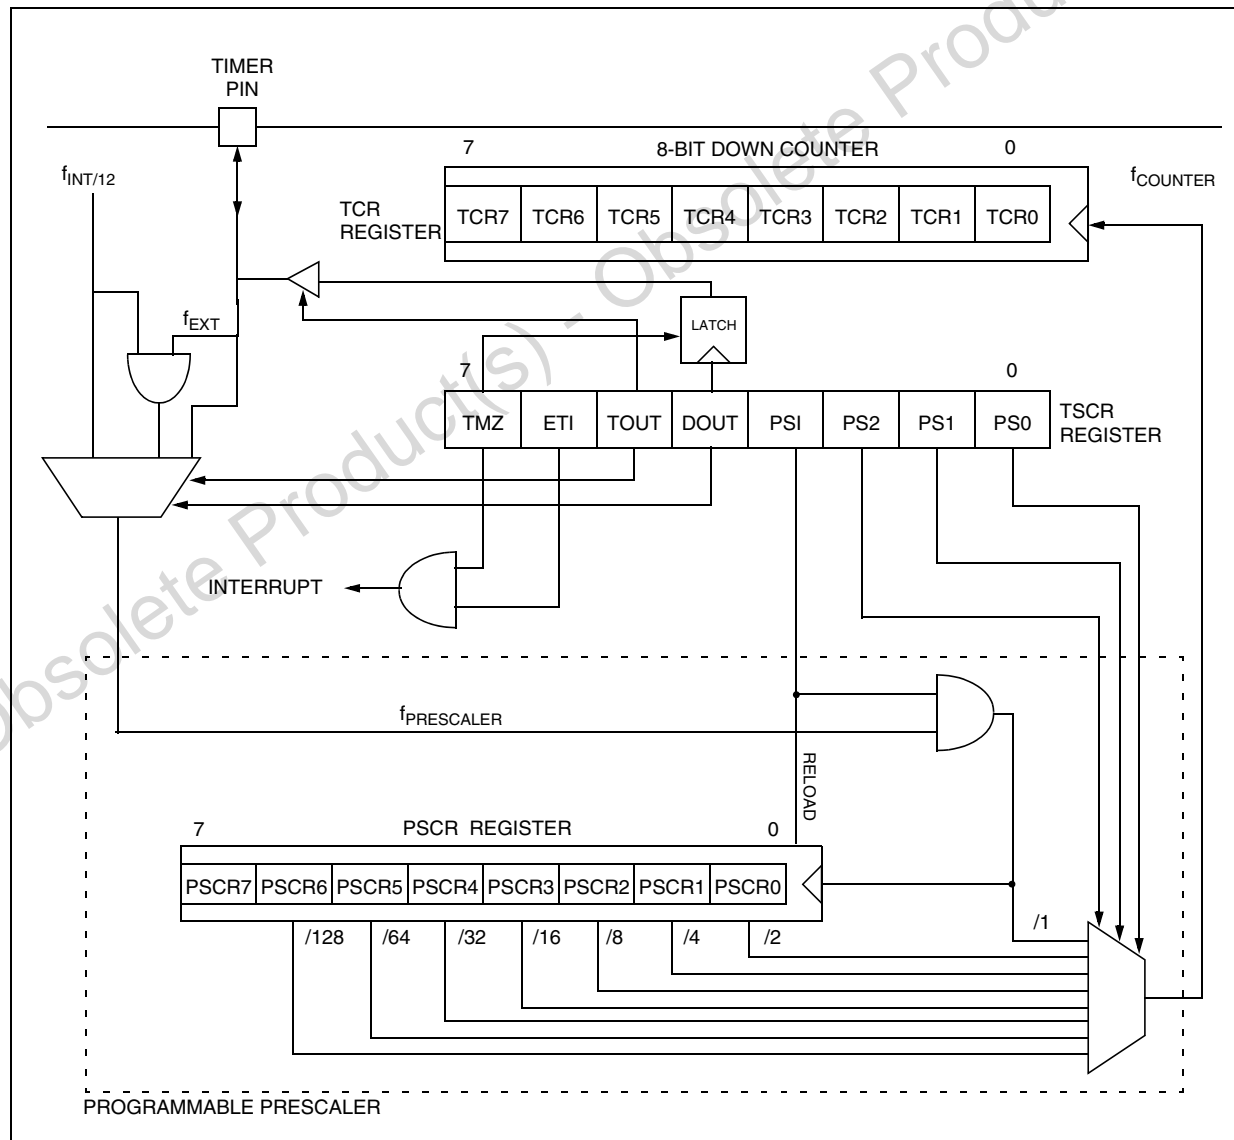 TIMER
PIN
7 8-BIT DOWN COUNTER 0
fINT/12
fCOUNTER
TCR
REGISTER
TCR7 TCR6 TCR5 TCR4 TCR3 TCR2 TCR1 TCR0
fEXT
LATCH
7 0
TMZ ETI TOUT DOUT PSI PS2 PS1 PS0
TSCR
REGISTER
INTERRUPT
fPRESCALER
RELOAD
7 PSCR REGISTER 0
PSCR7 PSCR6 PSCR5 PSCR4 PSCR3 PSCR2 PSCR1 PSCR0
/128 /64 /32 /16 /8 /4 /2 /1
PROGRAMMABLE PRESCALER
Obsolete Product(s) - Obsolete Produ